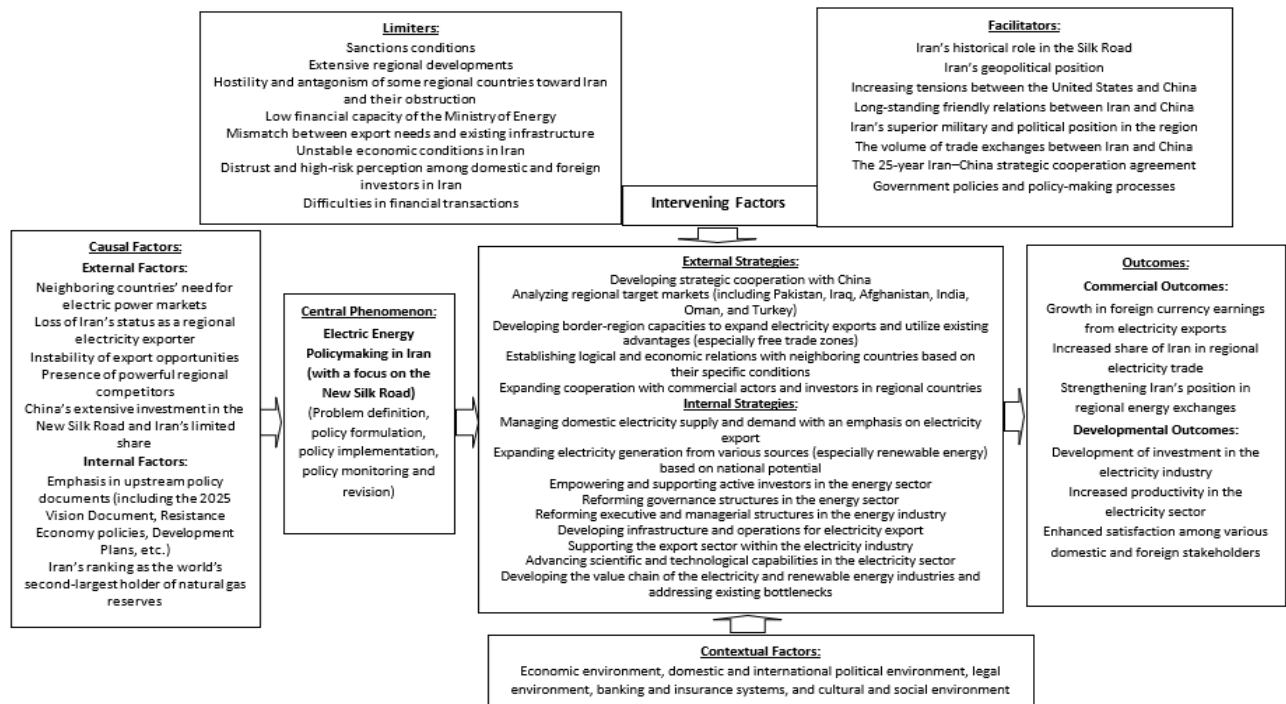 Limiters:
Sanctions conditions
Extensive regional developments
Hostility and antagonism of some regional countries toward Iran
and their obstruction
Low financial capacity of the Ministry of Energy
Mismatch between export needs and existing infrastructure
Unstable economic conditions in Iran
Distrust and high-risk perception among domestic and foreign
investors in Iran
Difficulties in financial transactions
Facilitators:
Iran's historical role in the Silk Road
Iran's geopolitical position
Increasing tensions between the United States and China
Long-standing friendly relations between Iran and China
Iran's superior military and political position in the region
The volume of trade exchanges between Iran and China
The 25-year Iran–China strategic cooperation agreement
Government policies and policy-making processes
Intervening Factors
Causal Factors:
External Factors:
Neighboring countries' need for
electric power markets
Loss of Iran's status as a regional
electricity exporter
Instability of export opportunities
Presence of powerful regional
competitors
China's extensive investment in the
New Silk Road and Iran's limited
share
Internal Factors:
Emphasis in upstream policy
documents (including the 2025
Vision Document, Resistance
Economy policies, Development
Plans, etc.)
Iran's ranking as the world's
second-largest holder of natural gas
reserves
Central Phenomenon:
Electric Energy
Policymaking in Iran
(with a focus on the
New Silk Road)
(Problem definition,
policy formulation,
policy implementation,
policy monitoring and
revision)
External Strategies:
Developing strategic cooperation with China
Analyzing regional target markets (including Pakistan, Iraq, Afghanistan, India,
Oman, and Turkey)
Developing border-region capacities to expand electricity exports and utilize existing
advantages (especially free trade zones)
Establishing logical and economic relations with neighboring countries based on
their specific conditions
Expanding cooperation with commercial actors and investors in regional countries
Internal Strategies:
Managing domestic electricity supply and demand with an emphasis on electricity
export
Expanding electricity generation from various sources (especially renewable energy)
based on national potential
Empowering and supporting active investors in the energy sector
Reforming governance structures in the energy sector
Reforming executive and managerial structures in the energy industry
Developing infrastructure and operations for electricity export
Supporting the export sector within the electricity industry
Advancing scientific and technological capabilities in the electricity sector
Developing the value chain of the electricity and renewable energy industries and
addressing existing bottlenecks
Outcomes:
Commercial Outcomes:
Growth in foreign currency earnings
from electricity exports
Increased share of Iran in regional
electricity trade
Strengthening Iran's position in
regional energy exchanges
Developmental Outcomes:
Development of investment in the
electricity industry
Increased productivity in the
electricity sector
Enhanced satisfaction among various
domestic and foreign stakeholders
Contextual Factors:
Economic environment, domestic and international political environment, legal
environment, banking and insurance systems, and cultural and social environment